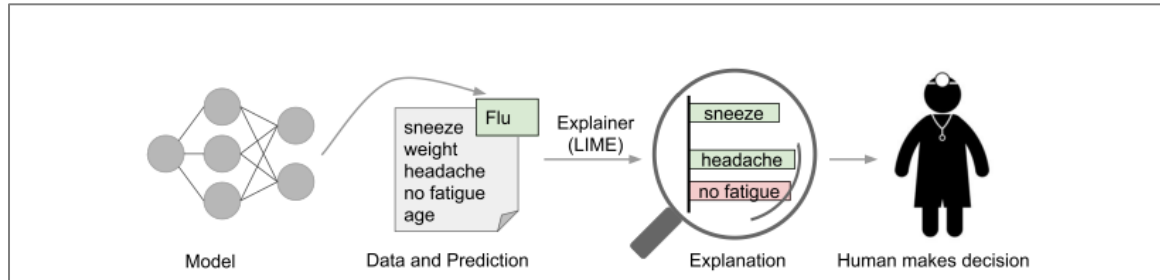 Flu
sneeze
weight
headache
no fatigue
age
Explainer
(LIME)
sneeze
headache
no fatigue
Model
Data and Prediction
Explanation
Human makes decision